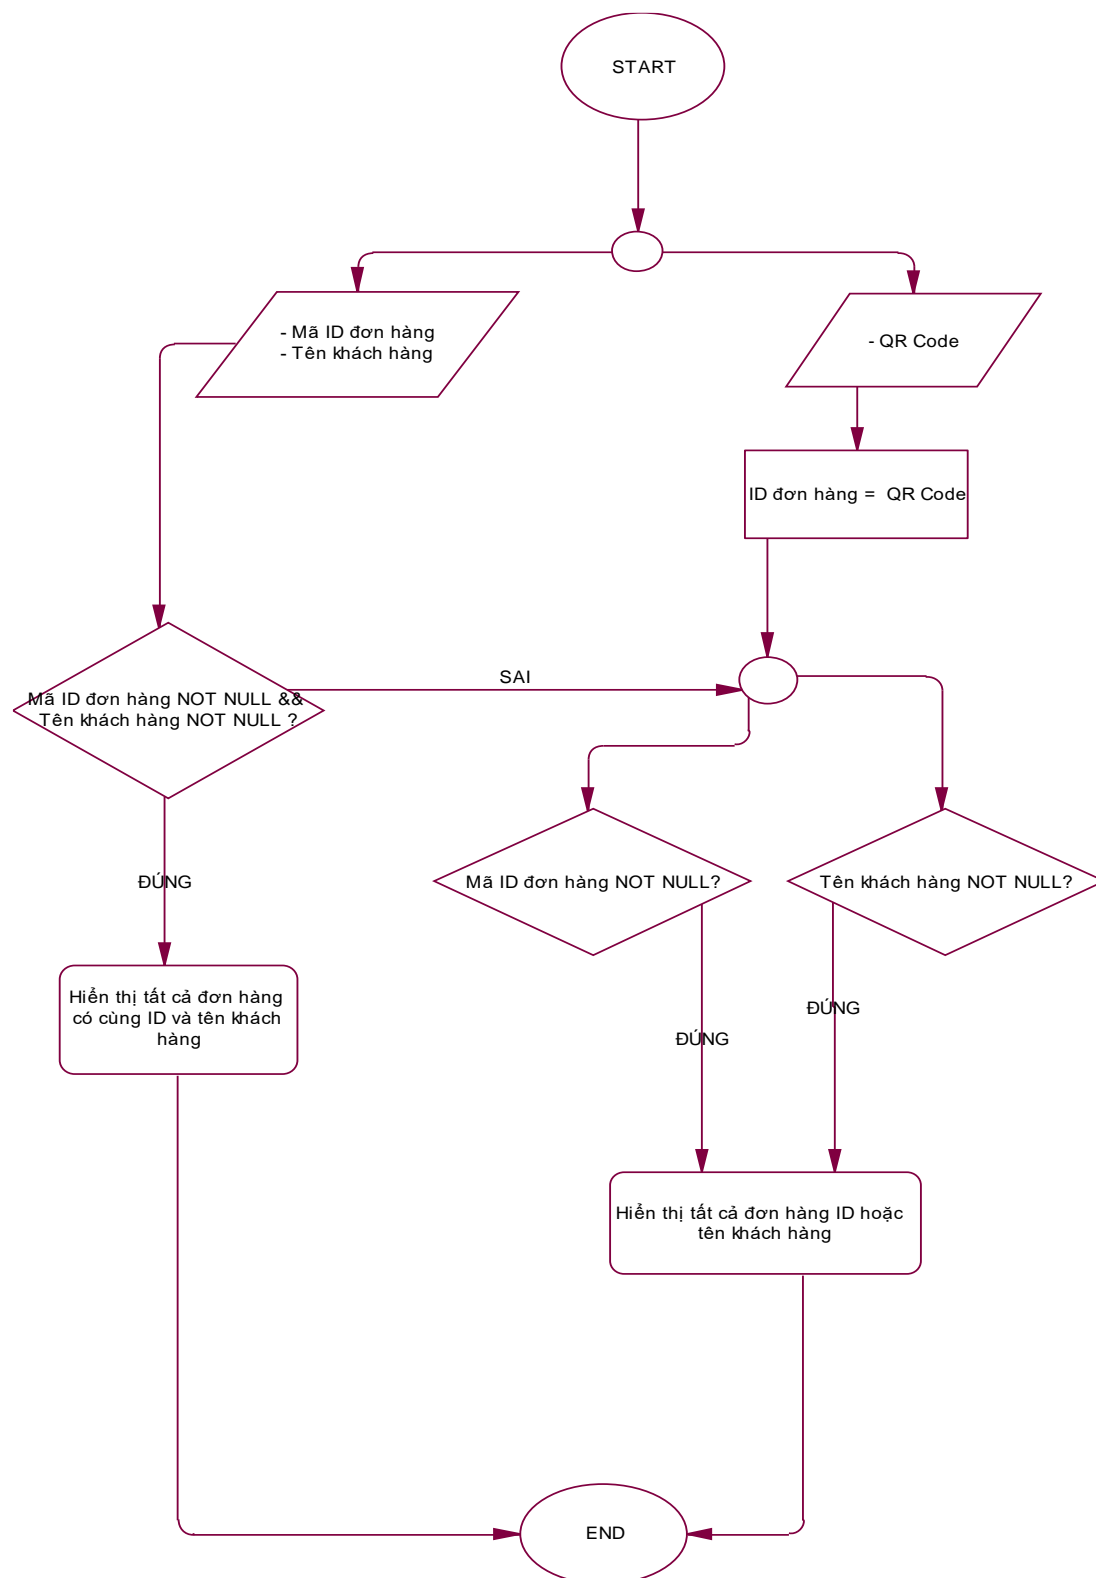 START
- Mã ID đơn hàng
- Tên khách hàng
- QR Code
ID đơn hàng = QR Code
SAI
Mã ID đơn hàng NOT NULL &&
Tên khách hàng NOT NULL ?
ĐÚNG
Mã ID đơn hàng NOT NULL?
Tên khách hàng NOT NULL?
Hiển thị tất cả đơn hàng
có cùng ID và tên khách
hàng
ĐÚNG
ĐÚNG
Hiển thị tất cả đơn hàng ID hoặc
tên khách hàng
END